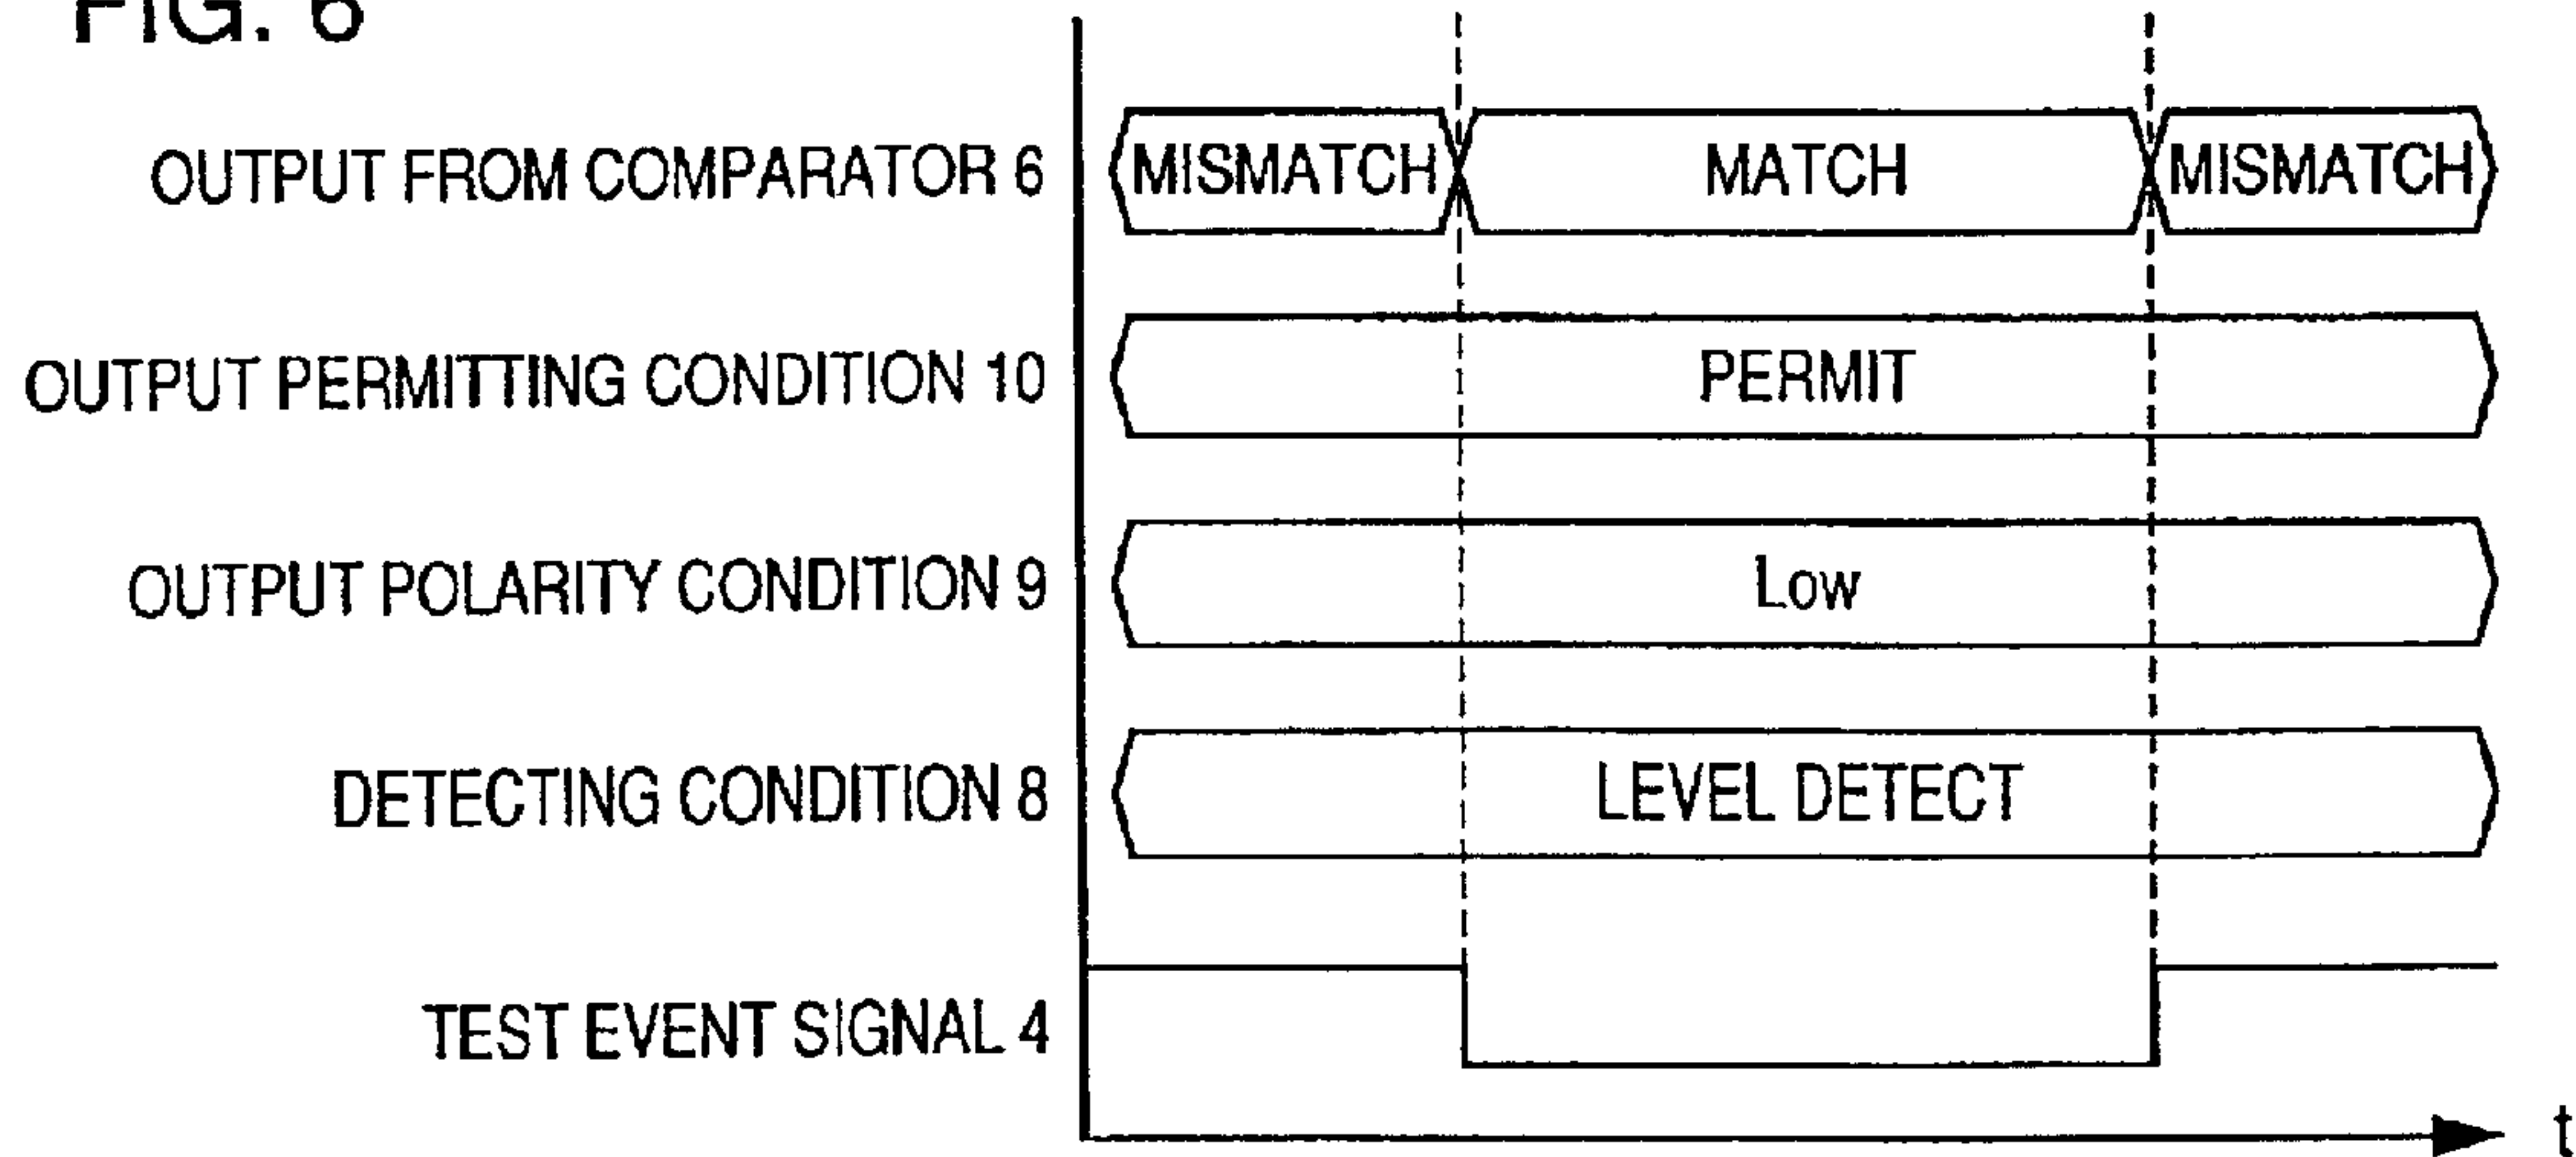 FIG. 6
OUTPUT FROM COMPARATOR 6
MISMATCH MATCH MISMATCH
OUTPUT PERMITTING CONDITION 10
PERMIT
OUTPUT POLARITY CONDITION 9
Low
DETECTING CONDITION 8
LEVEL DETECT
TEST EVENT SIGNAL 4
t